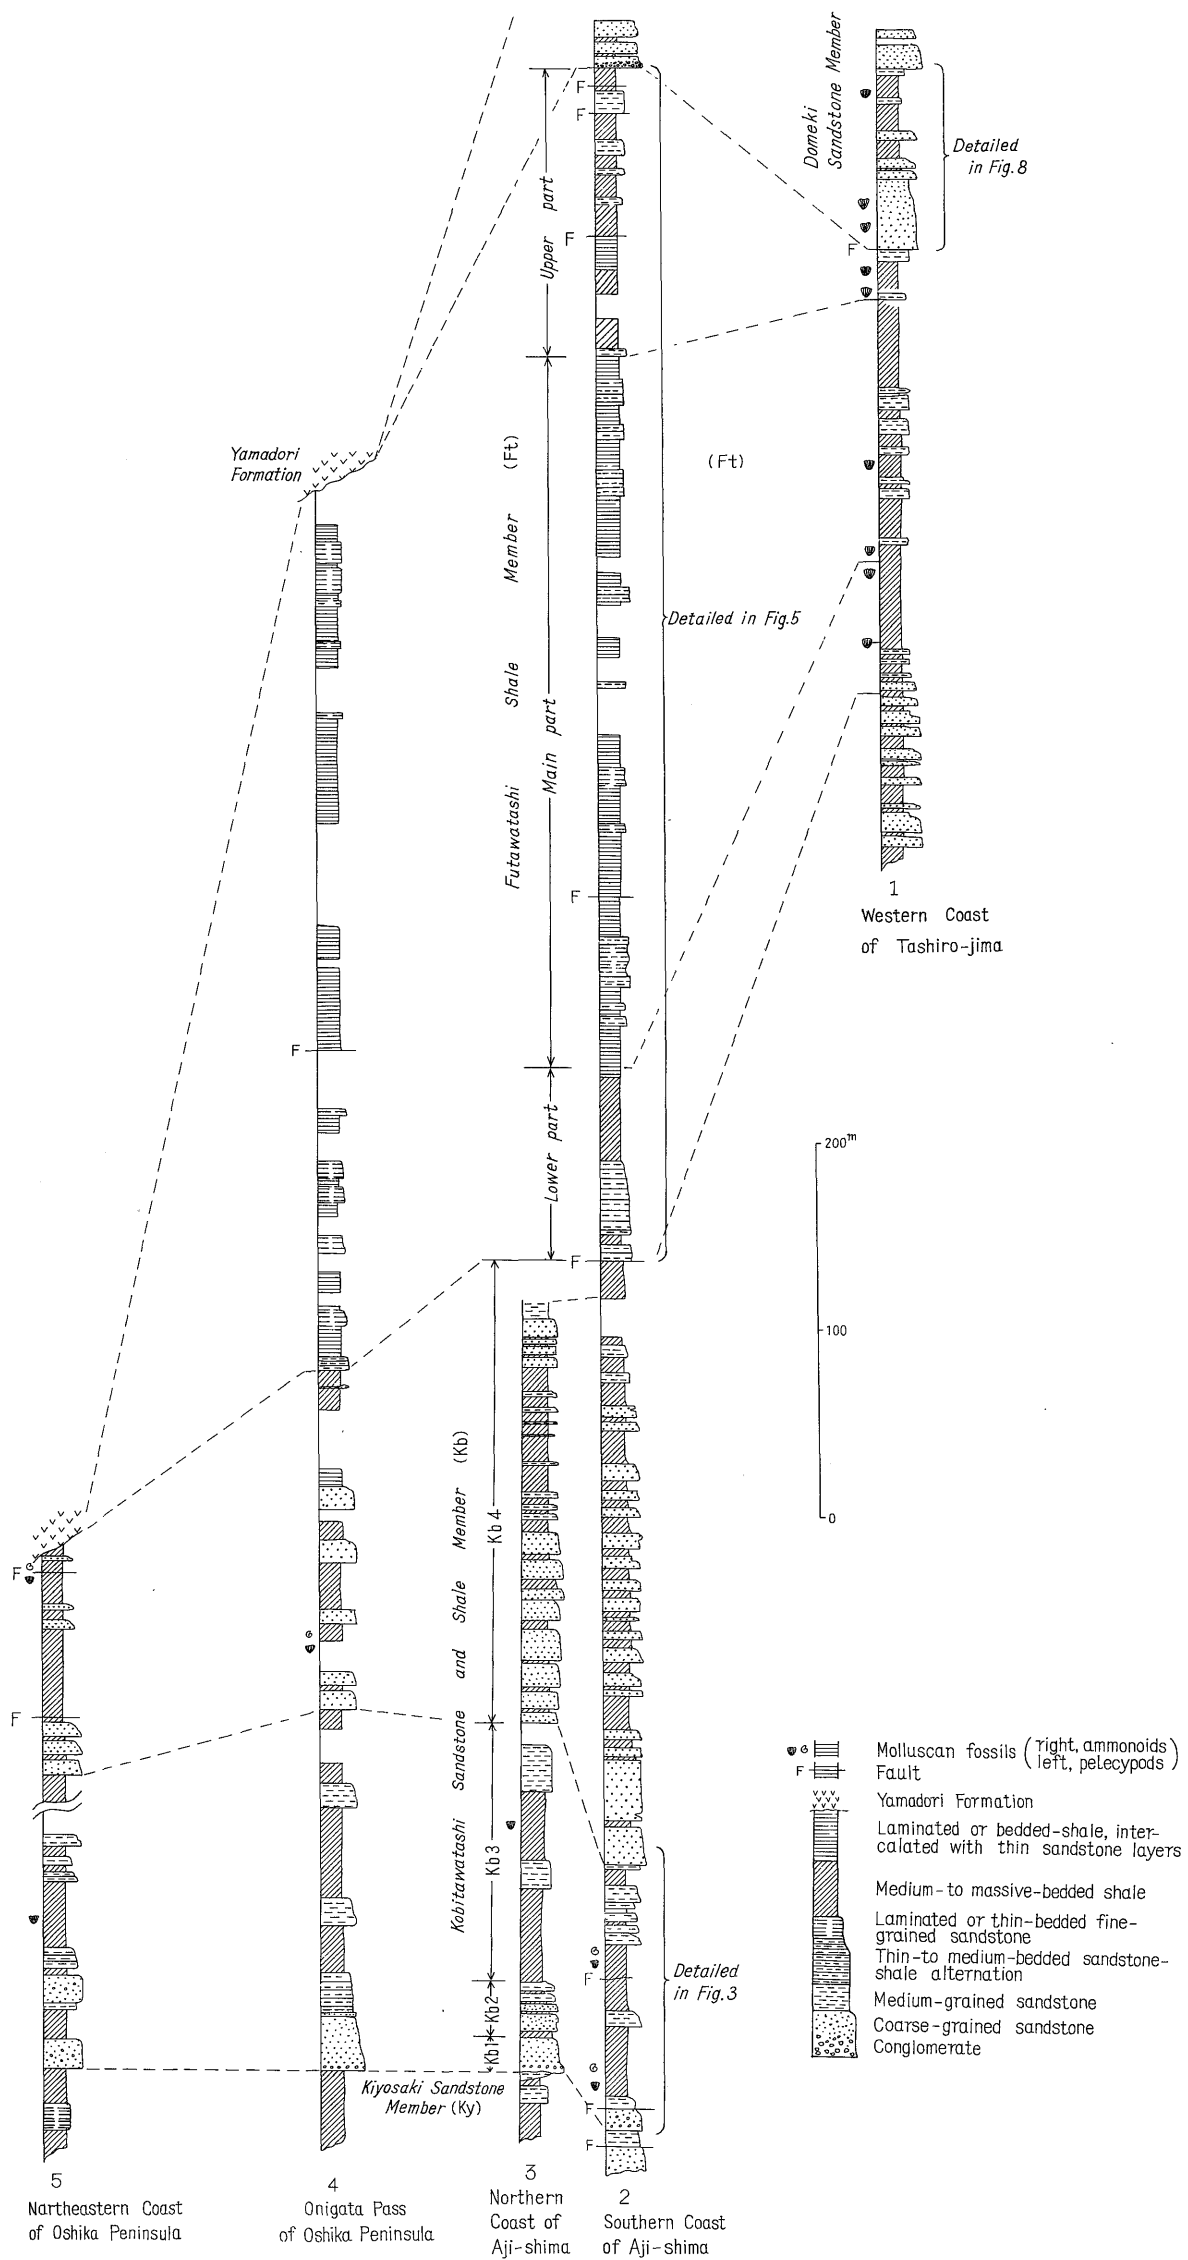 Domeki
Sandstone Member
F
F
F
F
F
F
Upper part
Main part
Lower part
Futawatashi Shale Member (Ft)
(Ft)
Detailed
in Fig.8
Detailed in Fig.5
Yamadori
Formation
F
1
Western Coast
of Tashiro-jima
200m
100
0
Kobitawatashi Sandstone and Shale Member (Kb)
Kb4
Kb3
Kb2
Kb1
Kiyosaki Sandstone
Member (Ky)
F
F
F
F
F
Detailed
in Fig.3
5
Nartheastern Coast
of Oshika Peninsula
4
Onigata Pass
of Oshika Peninsula
3
Northern
Coast of
Aji-shima
2
Southern Coast
of Aji-shima
Molluscan fossils (right, ammonoids
left, pelecypods)
F Fault
Yamadori Formation
Laminated or bedded-shale, inter-
calated with thin sandstone layers
Medium-to massive-bedded shale
Laminated or thin-bedded fine-
grained sandstone
Thin-to medium-bedded sandstone-
shale alternation
Medium-grained sandstone
Coarse-grained sandstone
Conglomerate